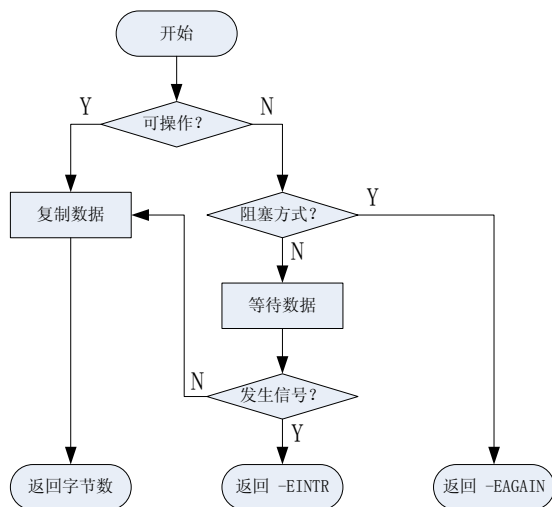 开始
Y
N
可操作?
复制数据
阻塞方式?
Y
N
等待数据
N
发生信号?
Y
返回字节数
返回 -EINTR
返回 -EAGAIN